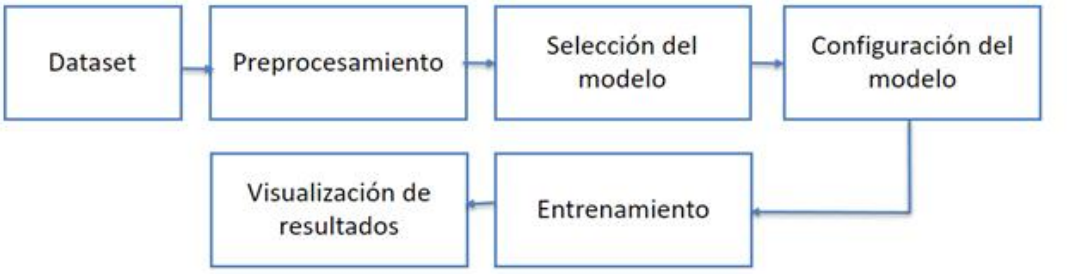 Dataset
Preprocesamiento
Selección del
modelo
Configuración del
modelo
Entrenamiento
Visualización de
resultados